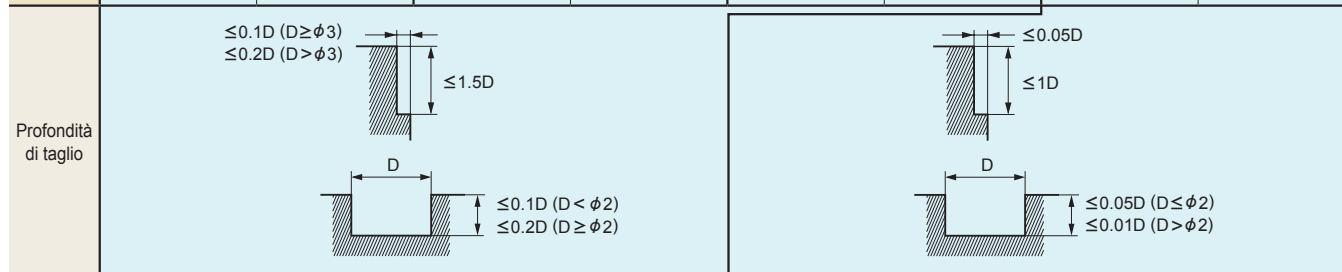 Profondità
di taglio
≤0.1D (D≥ϕ3)
≤0.2D (D>ϕ3)
≤1.5D
D
≤0.1D (D<ϕ2)
≤0.2D (D≥ϕ2)
≤0.05D
≤1D
D
≤0.05D (D≤ϕ2)
≤0.01D (D>ϕ2)